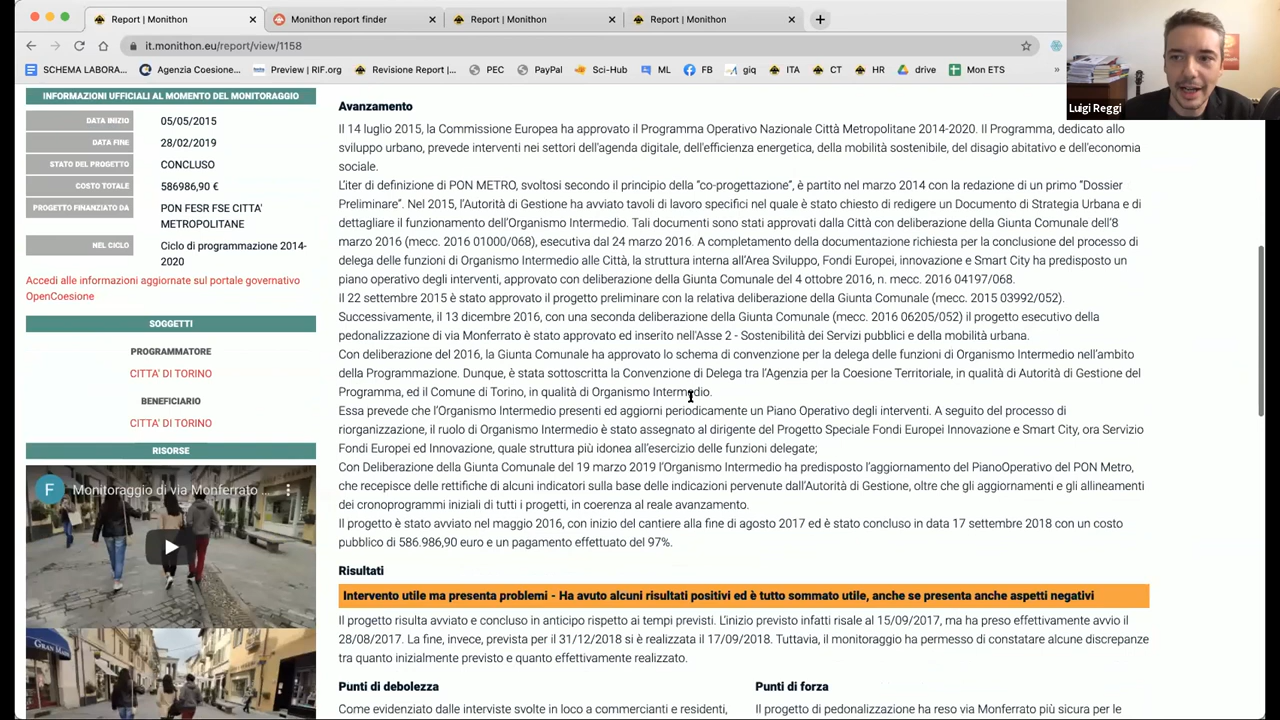 Report | Monithon
Monithon report finder
Report | Monithon
Report | Monithon
it.monithon.eu/report/view/1158
SCHEMA LABORA...
Agenzia Coesione...
Preview | RIF.org
Revisione Report |...
PEC
PayPal
Sci-Hub
ML
FB
giq
ITA
CT
HR
drive
Mon ETS
»
Luigi Reggi
INFORMAZIONI UFFICIALI AL MOMENTO DEL MONITORAGGIO
DATA INIZIO
05/05/2015
DATA FINE
28/02/2019
STATO DEL PROGETTO
CONCLUSO
COSTO TOTALE
586986,90 €
PROGETTO FINANZIATO DA
PON FESR FSE CITTA'
METROPOLITANE
NEL CICLO
Ciclo di programmazione 2014-
2020
Accedi alle informazioni aggiornate sul portale governativo
OpenCoesione
SOGGETTI
PROGRAMMATORE
CITTA' DI TORINO
BENEFICIARIO
CITTA' DI TORINO
RISORSE
F
Monitoraggio di via Monferrato ...
Avanzamento
Il 14 luglio 2015, la Commissione Europea ha approvato il Programma Operativo Nazionale Città Metropolitane 2014-2020. Il Programma, dedicato allo
sviluppo urbano, prevede interventi nei settori dell'agenda digitale, dell'efficienza energetica, della mobilità sostenibile, del disagio abitativo e dell'economia
sociale.
L'iter di definizione di PON METRO, svoltosi secondo il principio della "co-progettazione", è partito nel marzo 2014 con la redazione di un primo "Dossier
Preliminare". Nel 2015, l'Autorità di Gestione ha avviato tavoli di lavoro specifici nel quale è stato chiesto di redigere un Documento di Strategia Urbana e di
dettagliare il funzionamento dell'Organismo Intermedio. Tali documenti sono stati approvati dalla Città con deliberazione della Giunta Comunale dell'8
marzo 2016 (mecc. 2016 01000/068), esecutiva dal 24 marzo 2016. A completamento della documentazione richiesta per la conclusione del processo di
delega delle funzioni di Organismo Intermedio alle Città, la struttura interna all'Area Sviluppo, Fondi Europei, innovazione e Smart City ha predisposto un
piano operativo degli interventi, approvato con deliberazione della Giunta Comunale del 4 ottobre 2016, n. mecc. 2016 04197/068.
Il 22 settembre 2015 è stato approvato il progetto preliminare con la relativa deliberazione della Giunta Comunale (mecc. 2015 03992/052).
Successivamente, il 13 dicembre 2016, con una seconda deliberazione della Giunta Comunale (mecc. 2016 06205/052) il progetto esecutivo della
pedonalizzazione di via Monferrato è stato approvato ed inserito nell'Asse 2 - Sostenibilità dei Servizi pubblici e della mobilità urbana.
Con deliberazione del 2016, la Giunta Comunale ha approvato lo schema di convenzione per la delega delle funzioni di Organismo Intermedio nell'ambito
della Programmazione. Dunque, è stata sottoscritta la Convenzione di Delega tra l'Agenzia per la Coesione Territoriale, in qualità di Autorità di Gestione del
Programma, ed il Comune di Torino, in qualità di Organismo Intermedio.
Essa prevede che l'Organismo Intermedio presenti ed aggiorni periodicamente un Piano Operativo degli interventi. A seguito del processo di
riorganizzazione, il ruolo di Organismo Intermedio è stato assegnato al dirigente del Progetto Speciale Fondi Europei Innovazione e Smart City, ora Servizio
Fondi Europei ed Innovazione, quale struttura più idonea all'esercizio delle funzioni delegate;
Con Deliberazione della Giunta Comunale del 19 marzo 2019 l'Organismo Intermedio ha predisposto l'aggiornamento del PianoOperativo del PON Metro,
che recepisce delle rettifiche di alcuni indicatori sulla base delle indicazioni pervenute dall'Autorità di Gestione, oltre che gli aggiornamenti e gli allineamenti
dei cronoprogrammi iniziali di tutti i progetti, in coerenza al reale avanzamento.
Il progetto è stato avviato nel maggio 2016, con inizio del cantiere alla fine di agosto 2017 ed è stato concluso in data 17 settembre 2018 con un costo
pubblico di 586.986,90 euro e un pagamento effettuato del 97%.
Risultati
Intervento utile ma presenta problemi - Ha avuto alcuni risultati positivi ed è tutto sommato utile, anche se presenta anche aspetti negativi
Il progetto risulta avviato e concluso in anticipo rispetto ai tempi previsti. L'inizio previsto infatti risale al 15/09/2017, ma ha preso effettivamente avvio il
28/08/2017. La fine, invece, prevista per il 31/12/2018 si è realizzata il 17/09/2018. Tuttavia, il monitoraggio ha permesso di constatare alcune discrepanze
tra quanto inizialmente previsto e quanto effettivamente realizzato.
Punti di debolezza
Come evidenziato dalle interviste svolte in loco a commercianti e residenti,
Punti di forza
Il progetto di pedonalizzazione ha reso via Monferrato più sicura per le